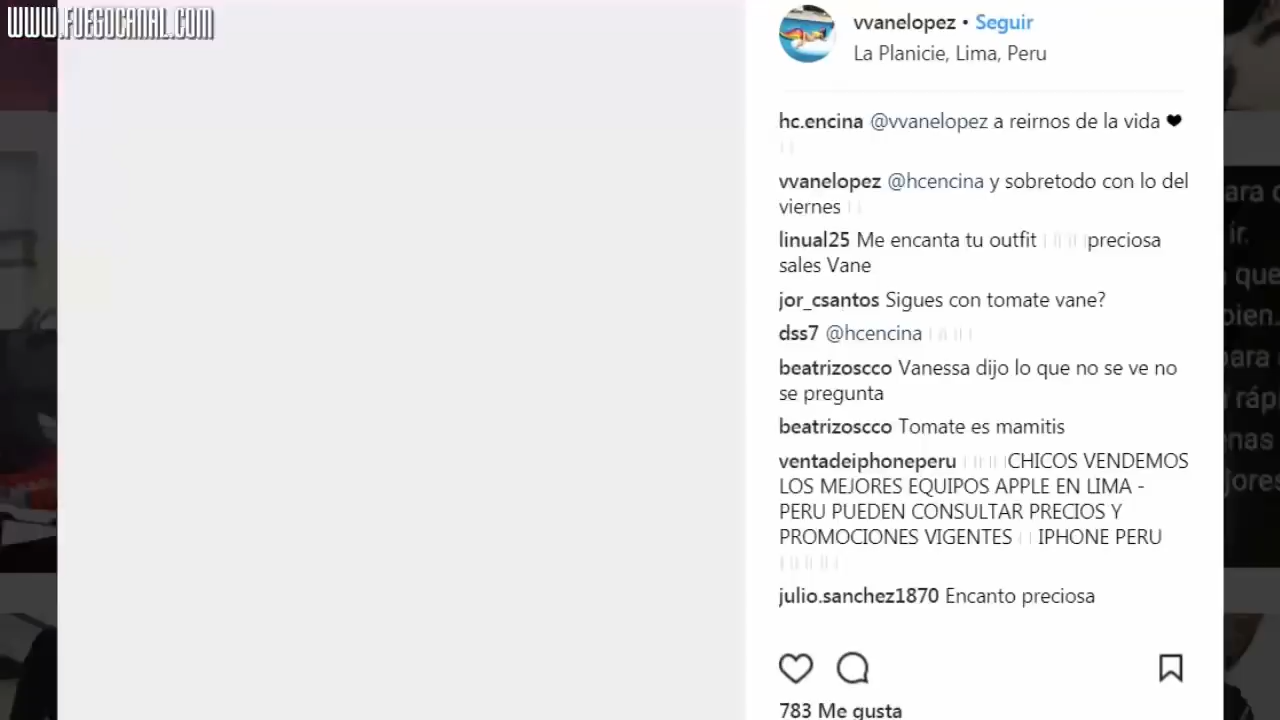 WWW.FUEGOCANAL.COM
vvanelopez • Seguir
La Planicie, Lima, Peru
hc.encina @vvanelopez a reirnos de la vida ❤
vvanelopez @hcencina y sobretodo con lo del
viernes
linual25 Me encanta tu outfit preciosa
sales Vane
jor_csantos Sigues con tomate vane?
dss7 @hcencina
beatrizoscco Vanessa dijo lo que no se ve no
se pregunta
beatrizoscco Tomate es mamitis
ventadeiphoneperu CHICOS VENDEMOS
LOS MEJORES EQUIPOS APPLE EN LIMA -
PERU PUEDEN CONSULTAR PRECIOS Y
PROMOCIONES VIGENTES IPHONE PERU
julio.sanchez1870 Encanto preciosa
783 Me gusta
ir.
que